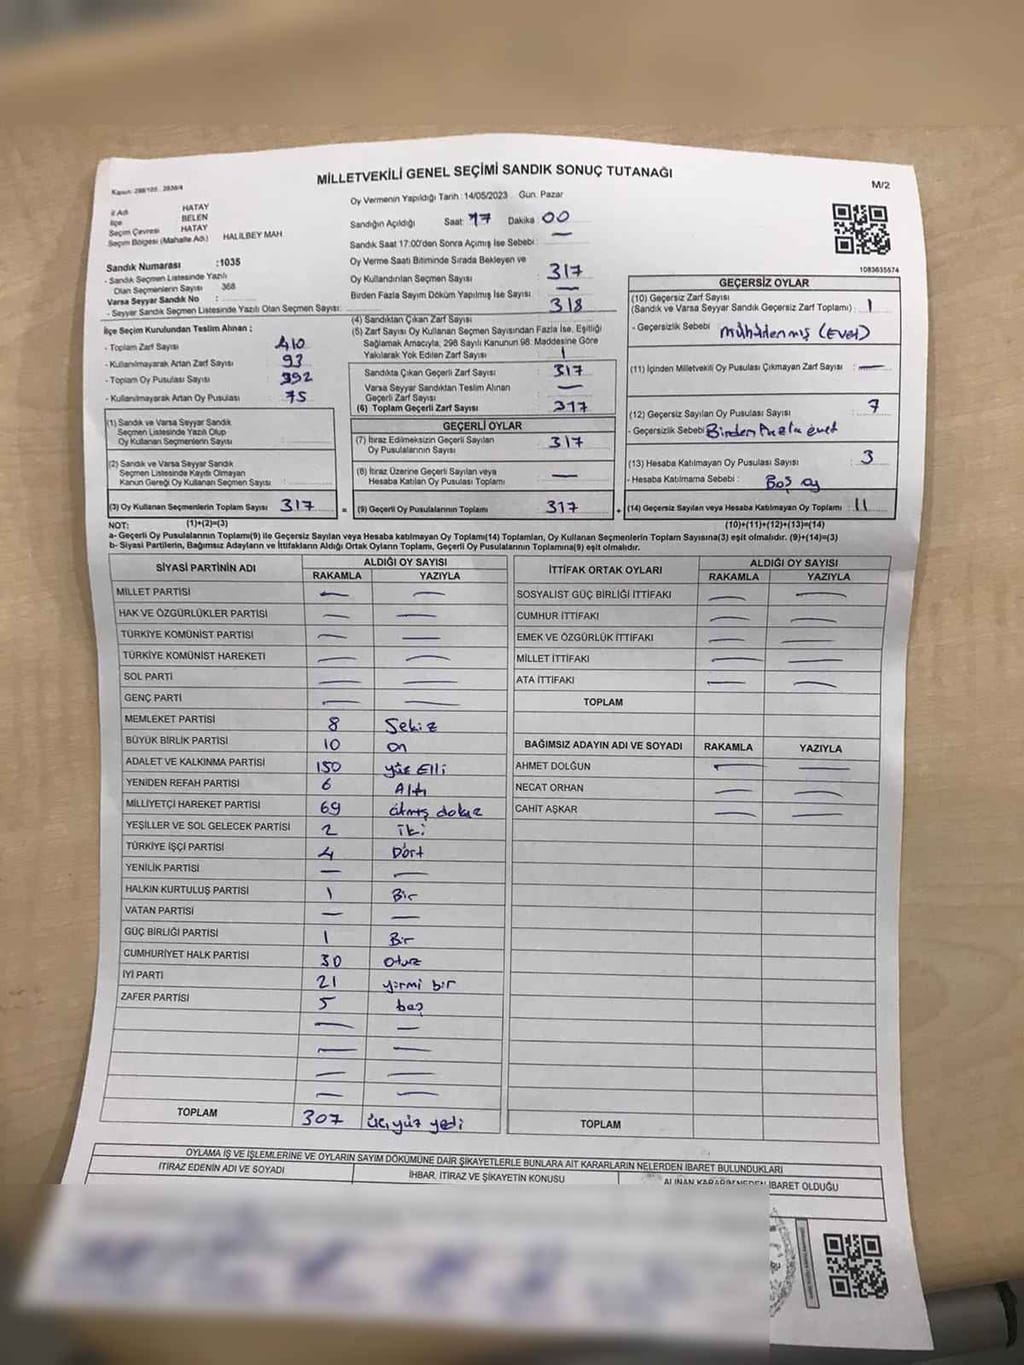 MİLLETVEKİLİ GENEL SEÇİMİ SANDIK SONUÇ TUTANAĞI
M/2
Oy Vermenin Yapıldığı Tarih : 14/05/2023 Gün: Pazar
İl Adı HATAY
İlçe BELEN
Seçim Çevresi HATAY
Seçim Bölgesi (Mahalle Adı.) HALİLBEY MAH
Sandığın Açıldığı Saat: 17 Dakika : 00
Sandık Saat 17:00'den Sonra Açılmış İse Sebebi : —
Sandık Numarası :1035
- Sandık Seçmen Listesinde Yazılı
Olan Seçmenlerin Sayısı 368
Varsa Seyyar Sandık No :
- Seyyar Sandık Seçmen Listesinde Yazılı Olan Seçmen Sayısı:
Oy Verme Saati Bitiminde Sırada Bekleyen ve
Oy Kullandırılan Seçmen Sayısı : 317
Birden Fazla Sayım Döküm Yapılmış İse Sayısı : —
(4) Sandıktan Çıkan Zarf Sayısı 318
(5) Zarf Sayısı Oy Kullanan Seçmen Sayısından Fazla İse, Eşitliği
Sağlamak Amacıyla, 298 Sayılı Kanunun 98. Maddesine Göre
Yakılarak Yok Edilen Zarf Sayısı 1
İlçe Seçim Kurulundan Teslim Alınan ;
- Toplam Zarf Sayısı 410
- Kullanılmayarak Artan Zarf Sayısı : 93
- Toplam Oy Pusulası Sayısı : 392
- Kullanılmayarak Artan Oy Pusulası : 75
Sandıkta Çıkan Geçerli Zarf Sayısı : 317
Varsa Seyyar Sandıktan Teslim Alınan
Geçerli Zarf Sayısı : —
(6) Toplam Geçerli Zarf Sayısı : 317
1083635574
GEÇERSİZ OYLAR
(10) Geçersiz Zarf Sayısı
(Sandık ve Varsa Seyyar Sandık Geçersiz Zarf Toplamı) : 1
- Geçersizlik Sebebi :
(11) İçinden Milletvekili Oy Pusulası Çıkmayan Zarf Sayısı : —
(12) Geçersiz Sayılan Oy Pusulası Sayısı : 7
- Geçersizlik Sebebi Birden fazla evet
(13) Hesaba Katılmayan Oy Pusulası Sayısı : 3
- Hesaba Katılmama Sebebi : Boş oy
(14) Geçersiz Sayılan veya Hesaba Katılmayan Oy Toplamı : 11
(1) Sandık ve Varsa Seyyar Sandık
Seçmen Listesinde Yazılı Olup
Oy Kullanan Seçmenlerin Sayısı :
(2) Sandık ve Varsa Seyyar Sandık
Seçmen Listesinde Kayıtlı Olmayan
Kanun Gereği Oy Kullanan Seçmen Sayısı :
(3) Oy Kullanan Seçmenlerin Toplam Sayısı : 317
GEÇERLİ OYLAR
(7) İtiraz Edilmeksizin Geçerli Sayılan
Oy Pusulalarının Sayısı : 317
(8) İtiraz Üzerine Geçerli Sayılan veya
Hesaba Katılan Oy Pusulası Toplamı : —
(9) Geçerli Oy Pusulalarının Toplamı : 317
NOT: (1)+(2)=(3) (10)+(11)+(12)+(13)=(14)
a- Geçerli Oy Pusulalarının Toplamı(9) ile Geçersiz Sayılan veya Hesaba katılmayan Oy Toplamı(14) Toplamları, Oy Kullanan Seçmenlerin Toplam Sayısına(3) eşit olmalıdır. (9)+(14)=(3)
b- Siyasi Partilerin, Bağımsız Adayların ve İttifakların Aldığı Ortak Oyların Toplamı, Geçerli Oy Pusulalarının Toplamına(9) eşit olmalıdır.
SİYASİ PARTİNİN ADI ALDIĞI OY SAYISI
RAKAMLA YAZIYLA
MİLLET PARTİSİ — —
HAK VE ÖZGÜRLÜKLER PARTİSİ — —
TÜRKİYE KOMÜNİST PARTİSİ — —
TÜRKİYE KOMÜNİST HAREKETİ — —
SOL PARTİ — —
GENÇ PARTİ — —
MEMLEKET PARTİSİ 8 Sekiz
BÜYÜK BİRLİK PARTİSİ 10 on
ADALET VE KALKINMA PARTİSİ 150 yüz Elli
YENİDEN REFAH PARTİSİ 6 Altı
MİLLİYETÇİ HAREKET PARTİSİ 69 atmış dokuz
YEŞİLLER VE SOL GELECEK PARTİSİ 2 iki
TÜRKİYE İŞÇİ PARTİSİ 4 Dört
YENİLİK PARTİSİ — —
HALKIN KURTULUŞ PARTİSİ 1 Bir
VATAN PARTİSİ — —
GÜÇ BİRLİĞİ PARTİSİ 1 Bir
CUMHURİYET HALK PARTİSİ 30 otuz
İYİ PARTİ 21 yirmi bir
ZAFER PARTİSİ 5 beş
— —
— —
— —
— —
TOPLAM 307 üçyüz yedi
İTTİFAK ORTAK OYLARI ALDIĞI OY SAYISI
RAKAMLA YAZIYLA
SOSYALİST GÜÇ BİRLİĞİ İTTİFAKI — —
CUMHUR İTTİFAKI — —
EMEK VE ÖZGÜRLÜK İTTİFAKI — —
MİLLET İTTİFAKI — —
ATA İTTİFAKI — —
TOPLAM
BAĞIMSIZ ADAYIN ADI VE SOYADI RAKAMLA YAZIYLA
AHMET DOLĞUN — —
NECAT ORHAN — —
CAHİT AŞKAR — —
TOPLAM
OYLAMA İŞ VE İŞLEMLERİNE VE OYLARIN SAYIM DÖKÜMÜNE DAİR ŞİKAYETLERLE BUNLARA AİT KARARLARIN NELERDEN İBARET BULUNDUKLARI
İTİRAZ EDENİN ADI VE SOYADI İHBAR, İTİRAZ VE ŞİKAYETİN KONUSU ALINAN KARARIN NEDEN İBARET OLDUĞU